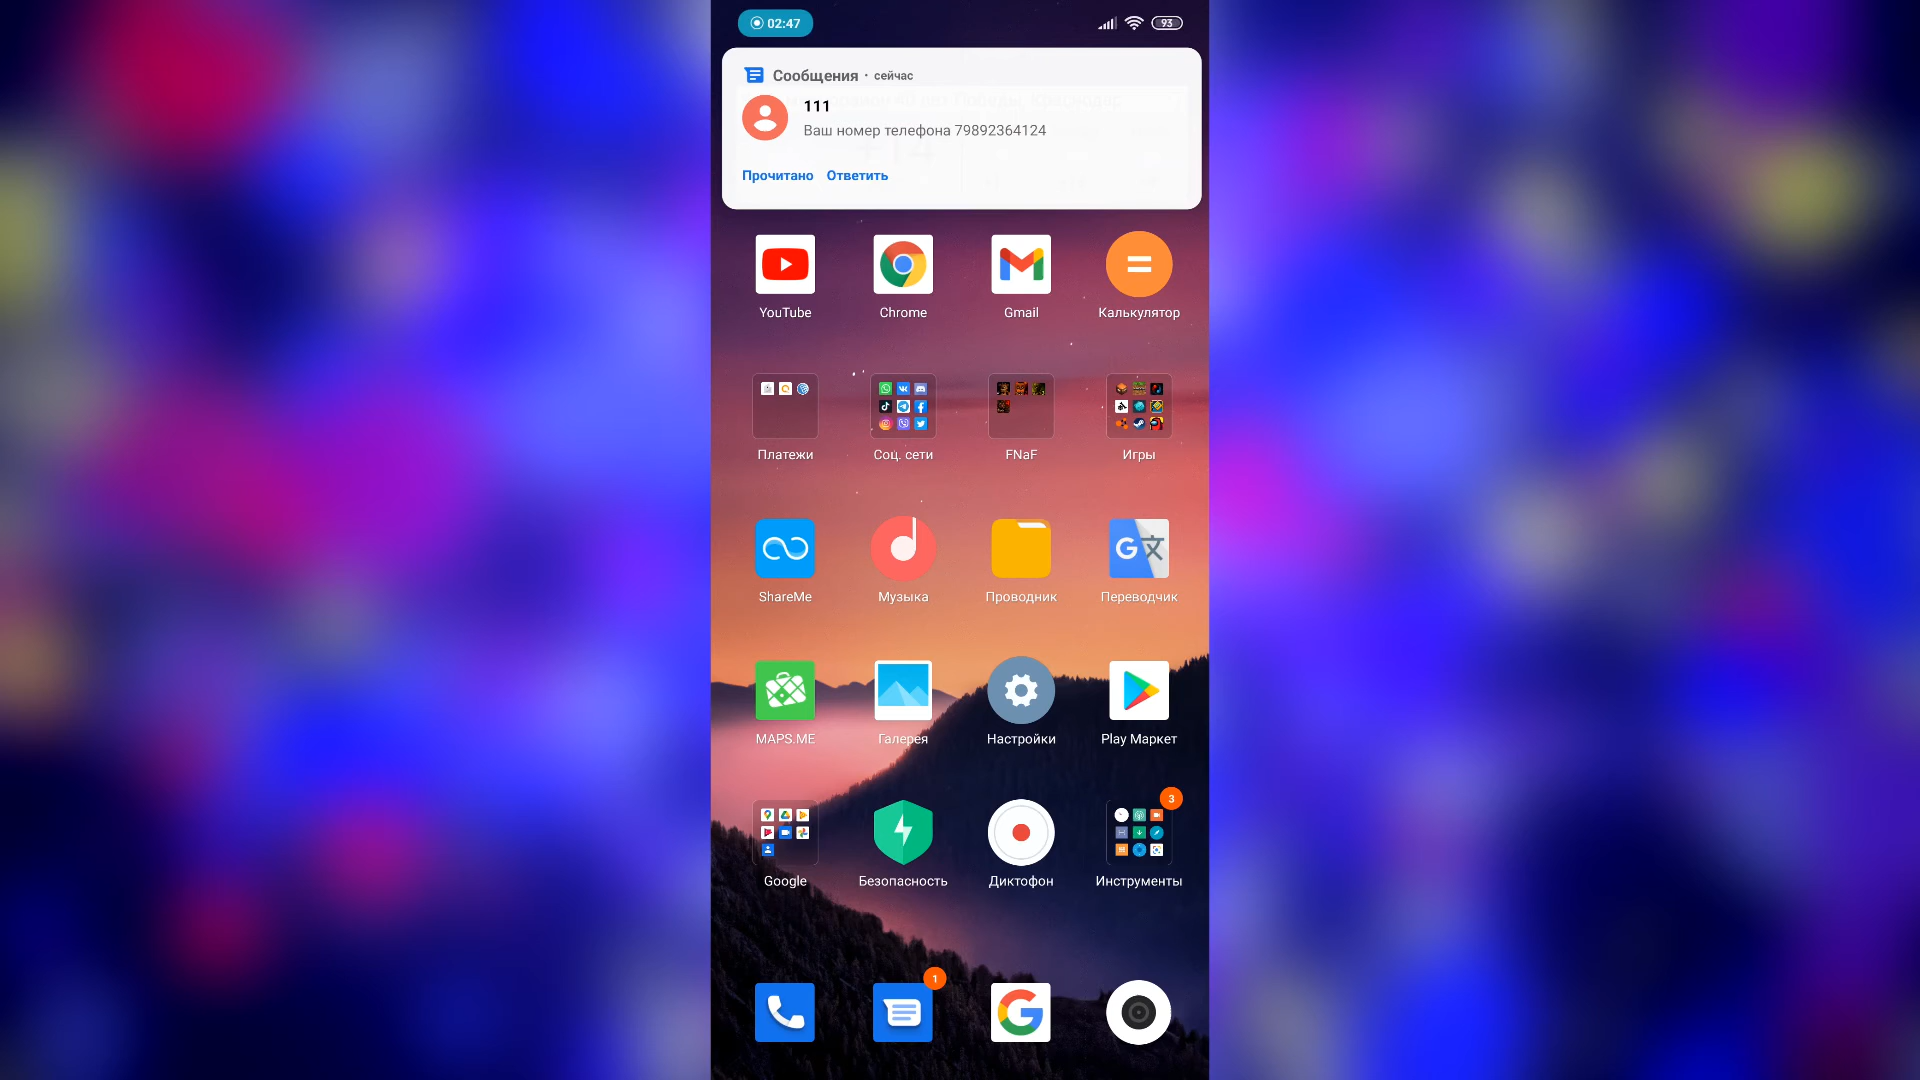 02:47
93
Сообщения • сейчас
111
Ваш номер телефона 79892364124
Прочитано Ответить
YouTube Chrome Gmail Калькулятор
Платежи Соц. сети FNaF Игры
ShareMe Музыка Проводник Переводчик
MAPS.ME Галерея Настройки Play Маркет
3
Google Безопасность Диктофон Инструменты
1